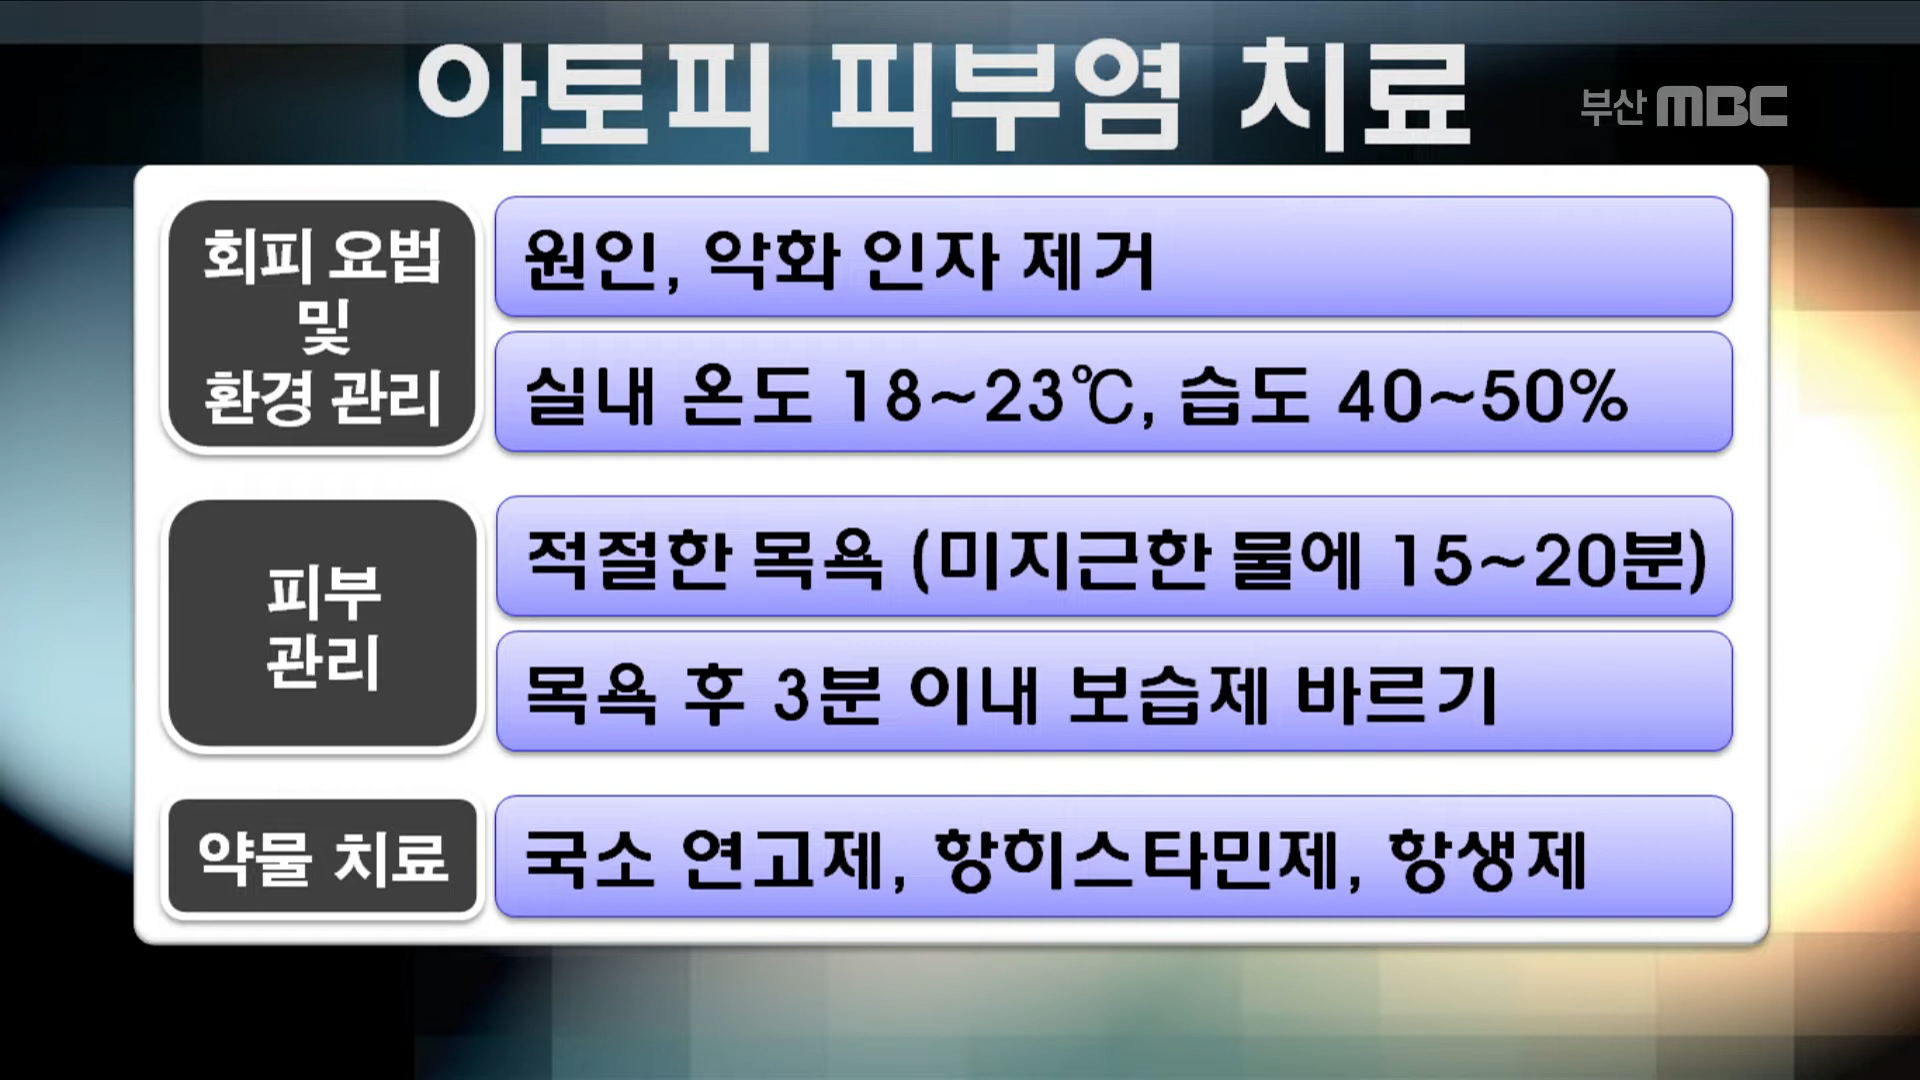 아토피 피부염 치료
부산 MBC
회피 요법
및
환경 관리
원인, 악화 인자 제거
실내 온도 18~23℃, 습도 40~50%
피부
관리
적절한 목욕 (미지근한 물에 15~20분)
목욕 후 3분 이내 보습제 바르기
약물 치료
국소 연고제, 항히스타민제, 항생제